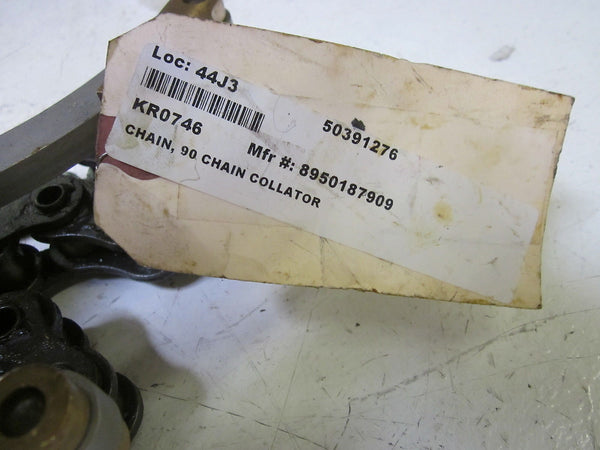 Loc: 44J3
50391276
KR0746
Mfr #: 8950187909
CHAIN, 90 CHAIN COLLATOR